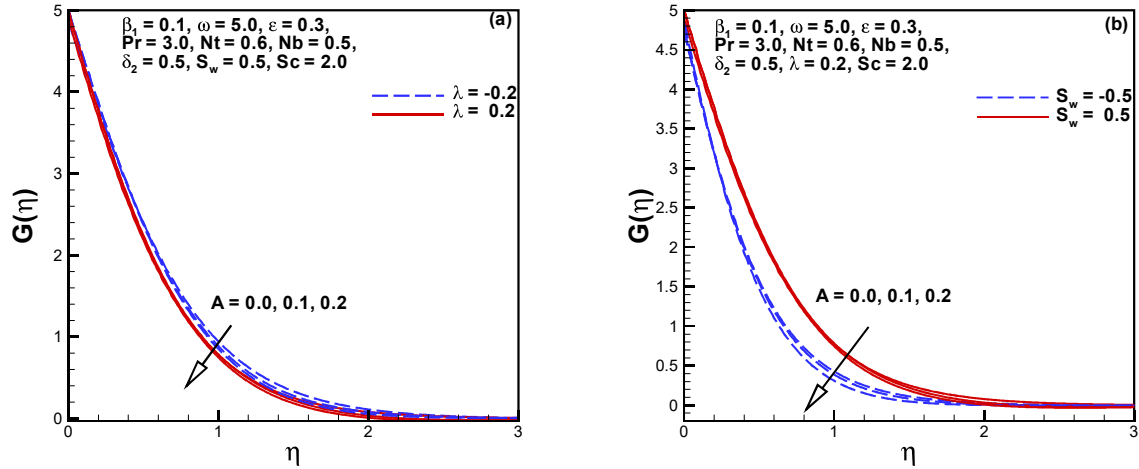 (a)
β₁ = 0.1, ω = 5.0, ε = 0.3,
Pr = 3.0, Nt = 0.6, Nb = 0.5,
δ₂ = 0.5, S_w = 0.5, Sc = 2.0
λ = -0.2
λ = 0.2
A = 0.0, 0.1, 0.2
G(η)
5
4
3
2
1
0
0 1 2 3
η
(b)
β₁ = 0.1, ω = 5.0, ε = 0.3,
Pr = 3.0, Nt = 0.6, Nb = 0.5,
δ₂ = 0.5, λ = 0.2, Sc = 2.0
S_w = -0.5
S_w = 0.5
A = 0.0, 0.1, 0.2
G(η)
5
4.5
4
3.5
3
2.5
2
1.5
1
0.5
0
0 1 2 3
η